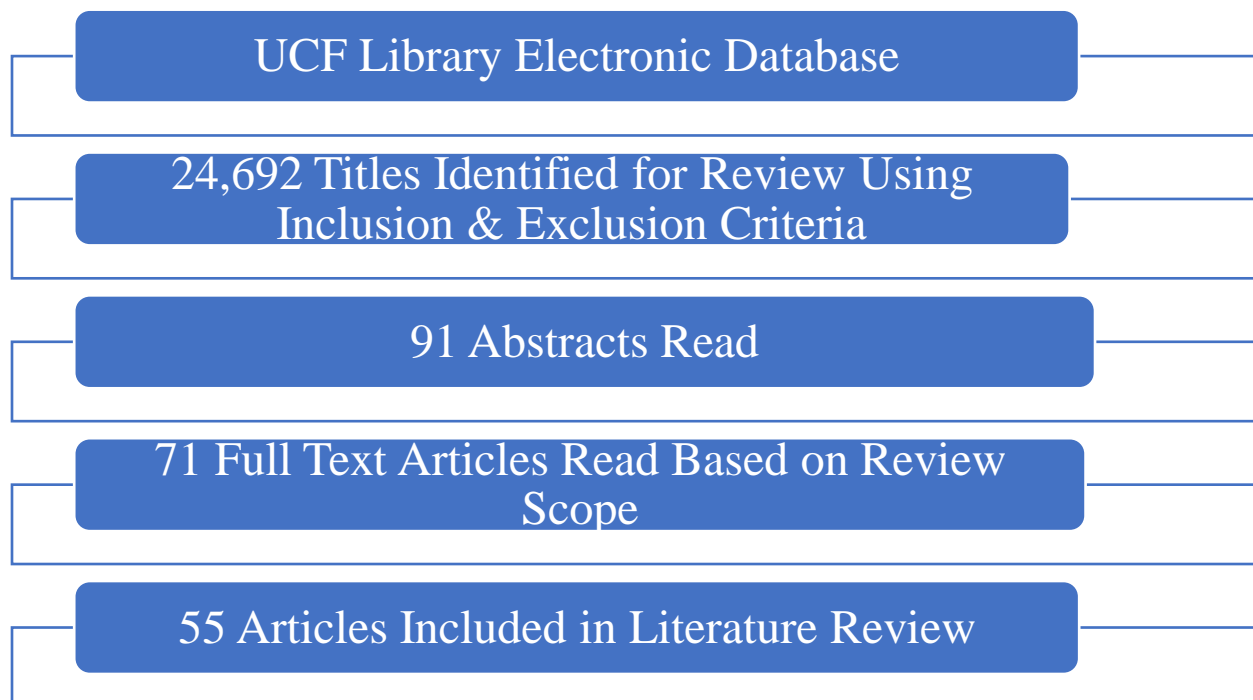 UCF Library Electronic Database
24,692 Titles Identified for Review Using
Inclusion & Exclusion Criteria
91 Abstracts Read
71 Full Text Articles Read Based on Review
Scope
55 Articles Included in Literature Review